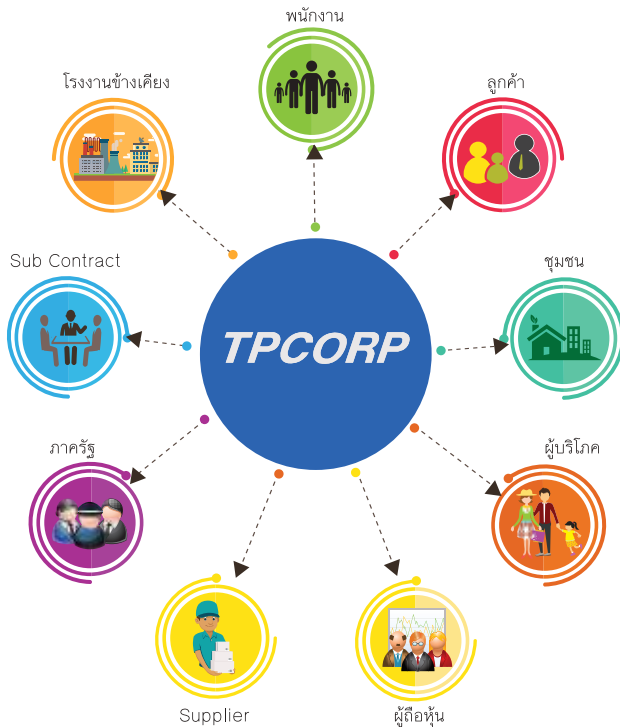 พนักงาน
โรงงานข้างเคียง
ลูกค้า
Sub Contract
ชุมชน
TPCORP
ภาครัฐ
ผู้บริโภค
Supplier
ผู้ถือหุ้น